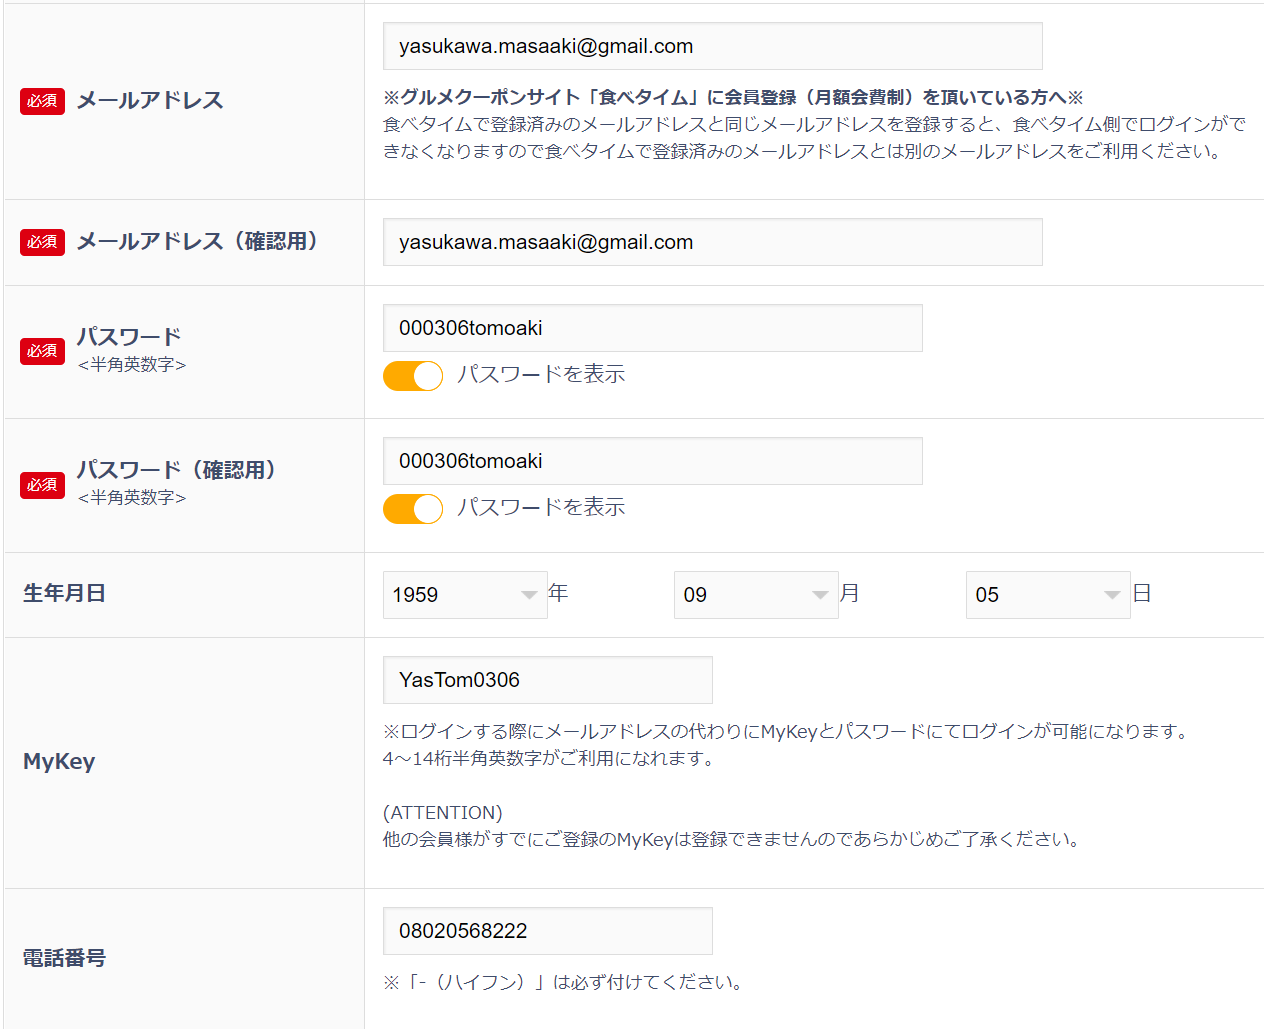 必須 メールアドレス
yasukawa.masaaki@gmail.com
※グルメクーポンサイト「食べタイム」に会員登録（月額会費制）を頂いている方へ※
食べタイムで登録済みのメールアドレスと同じメールアドレスを登録すると、食べタイム側でログインがで
きなくなりますので食べタイムで登録済みのメールアドレスとは別のメールアドレスをご利用ください。
必須 メールアドレス（確認用）
yasukawa.masaaki@gmail.com
必須 パスワード
<半角英数字>
000306tomoaki
パスワードを表示
必須 パスワード（確認用）
<半角英数字>
000306tomoaki
パスワードを表示
生年月日
1959 年 09 月 05 日
MyKey
YasTom0306
※ログインする際にメールアドレスの代わりにMyKeyとパスワードにてログインが可能になります。
4～14桁半角英数字がご利用になれます。
(ATTENTION)
他の会員様がすでにご登録のMyKeyは登録できませんのであらかじめご了承ください。
電話番号
08020568222
※「-（ハイフン）」は必ず付けてください。